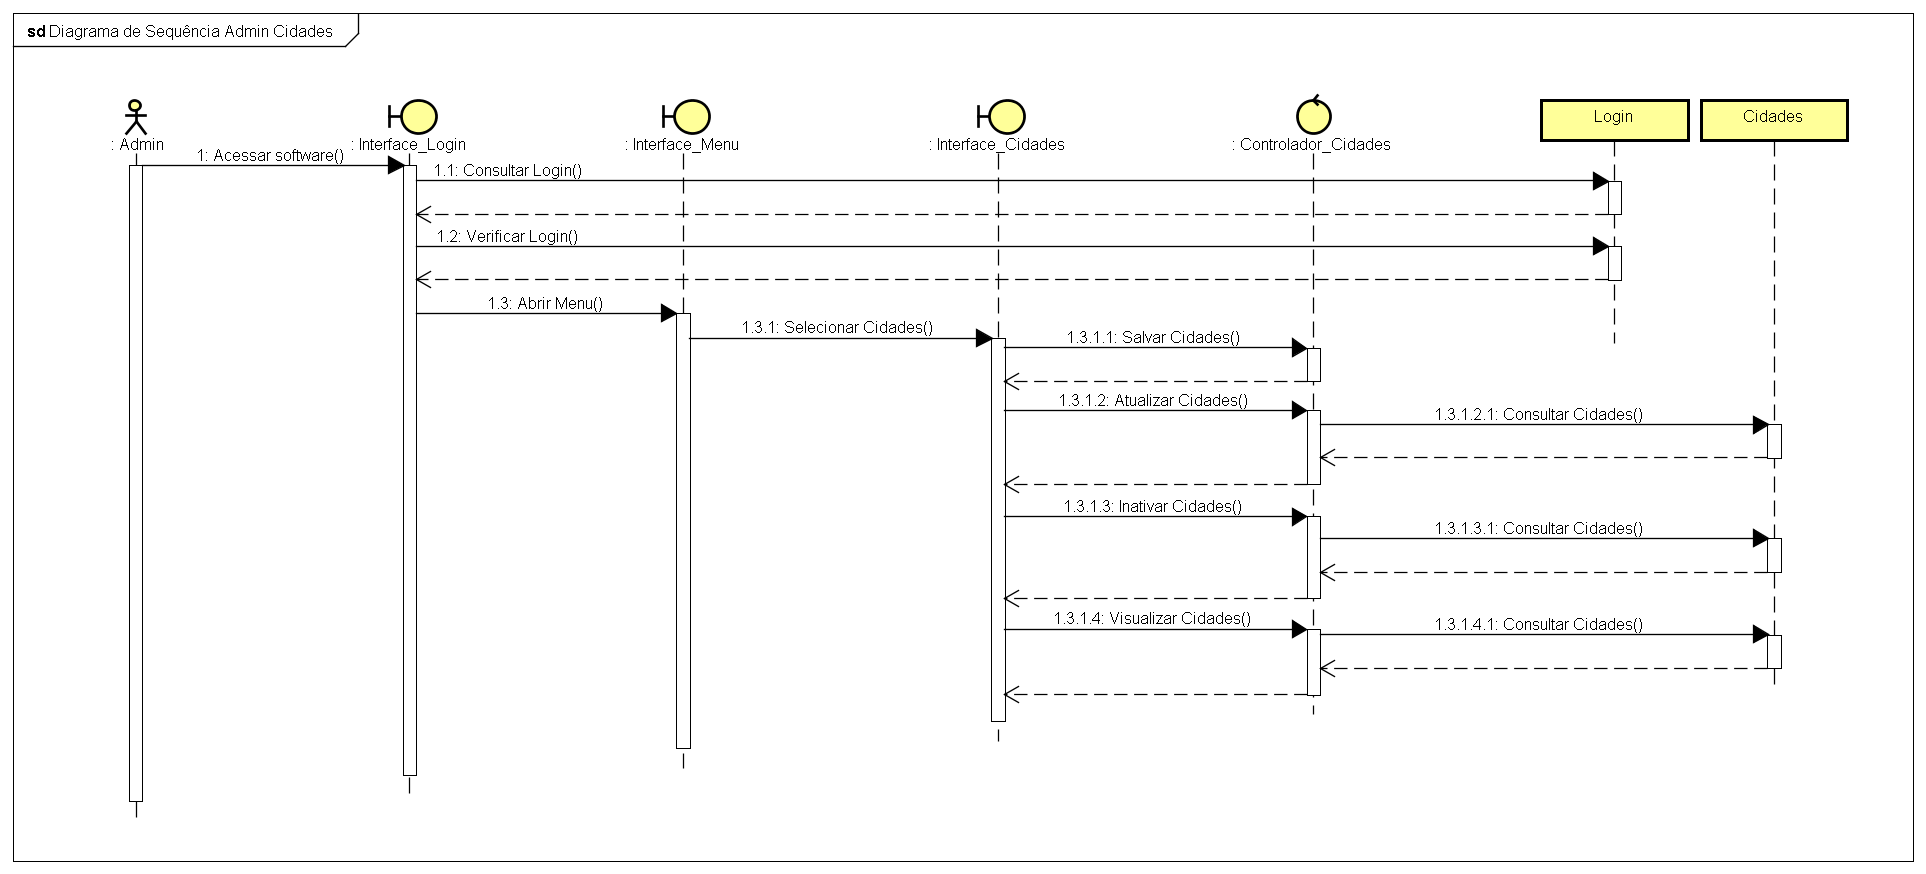 sd Diagrama de Sequência Admin Cidades
: Admin
: Interface_Login
: Interface_Menu
: Interface_Cidades
: Controlador_Cidades
Login
Cidades
1: Acessar software()
1.1: Consultar Login()
1.2: Verificar Login()
1.3: Abrir Menu()
1.3.1: Selecionar Cidades()
1.3.1.1: Salvar Cidades()
1.3.1.2: Atualizar Cidades()
1.3.1.2.1: Consultar Cidades()
1.3.1.3: Inativar Cidades()
1.3.1.3.1: Consultar Cidades()
1.3.1.4: Visualizar Cidades()
1.3.1.4.1: Consultar Cidades()